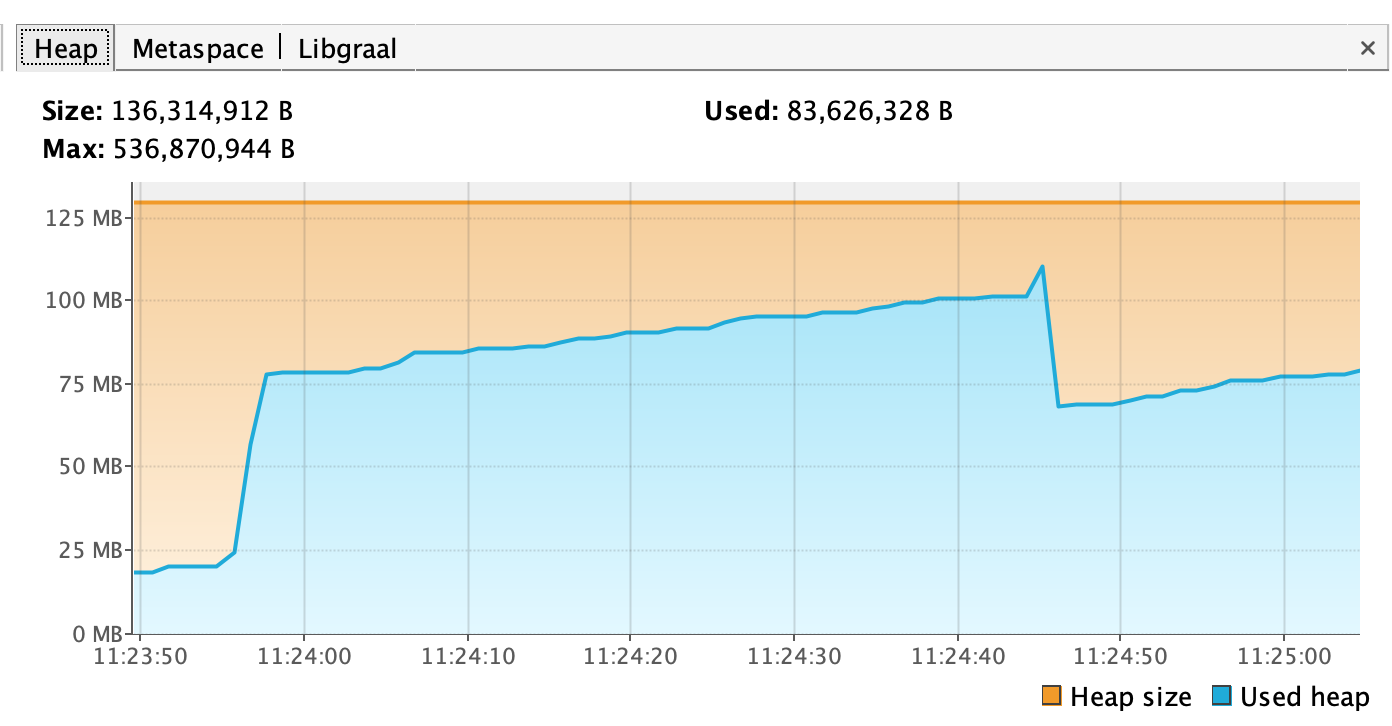 Heap Metaspace Libgraal ×
Size: 136,314,912 B Used: 83,626,328 B
Max: 536,870,944 B
125 MB
100 MB
75 MB
50 MB
25 MB
0 MB
11:23:50 11:24:00 11:24:10 11:24:20 11:24:30 11:24:40 11:24:50 11:25:00
Heap size Used heap